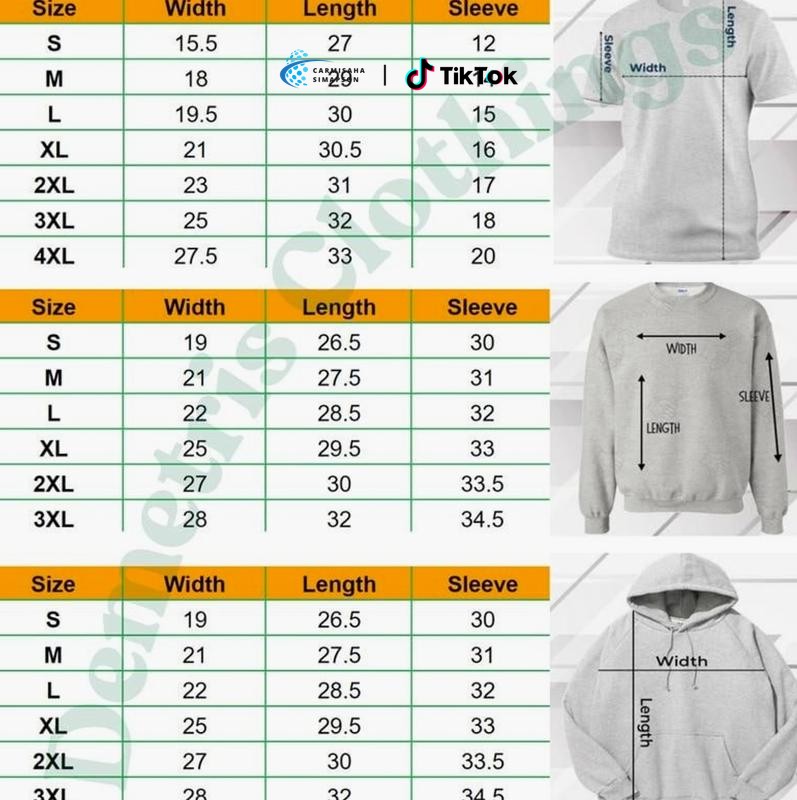 Size Width Length Sleeve
S 15.5 27 12
M 18 29
L 19.5 30 15
XL 21 30.5 16
2XL 23 31 17
3XL 25 32 18
4XL 27.5 33 20
CARMISAHA
SIMAPSON
| TikTok
Sleeve
Width
Length
Size Width Length Sleeve
S 19 26.5 30
M 21 27.5 31
L 22 28.5 32
XL 25 29.5 33
2XL 27 30 33.5
3XL 28 32 34.5
WIDTH
LENGTH
SLEEVE
Size Width Length Sleeve
S 19 26.5 30
M 21 27.5 31
L 22 28.5 32
XL 25 29.5 33
2XL 27 30 33.5
3XL 28 32 34.5
Width
Length
Demetris Clothings